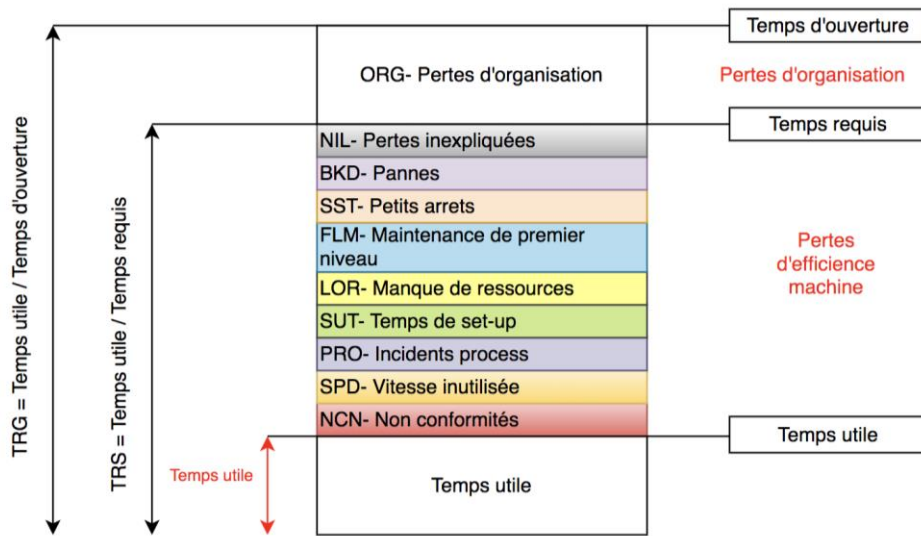 Temps d'ouverture
ORG- Pertes d'organisation
Pertes d'organisation
Temps requis
NIL- Pertes inexpliquées
BKD- Pannes
SST- Petits arrets
FLM- Maintenance de premier
niveau
LOR- Manque de ressources
SUT- Temps de set-up
PRO- Incidents process
SPD- Vitesse inutilisée
NCN- Non conformités
Pertes
d'efficience
machine
Temps utile
Temps utile
Temps utile
TRG = Temps utile / Temps d'ouverture
TRS = Temps utile / Temps requis